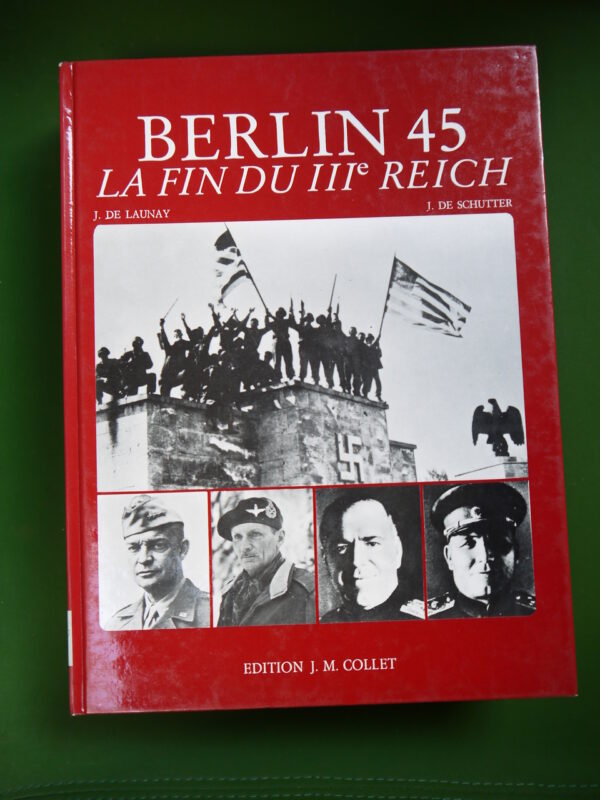 BERLIN 45
LA FIN DU IIIe REICH
J. DE LAUNAY
J. DE SCHUTTER
EDITION J. M. COLLET